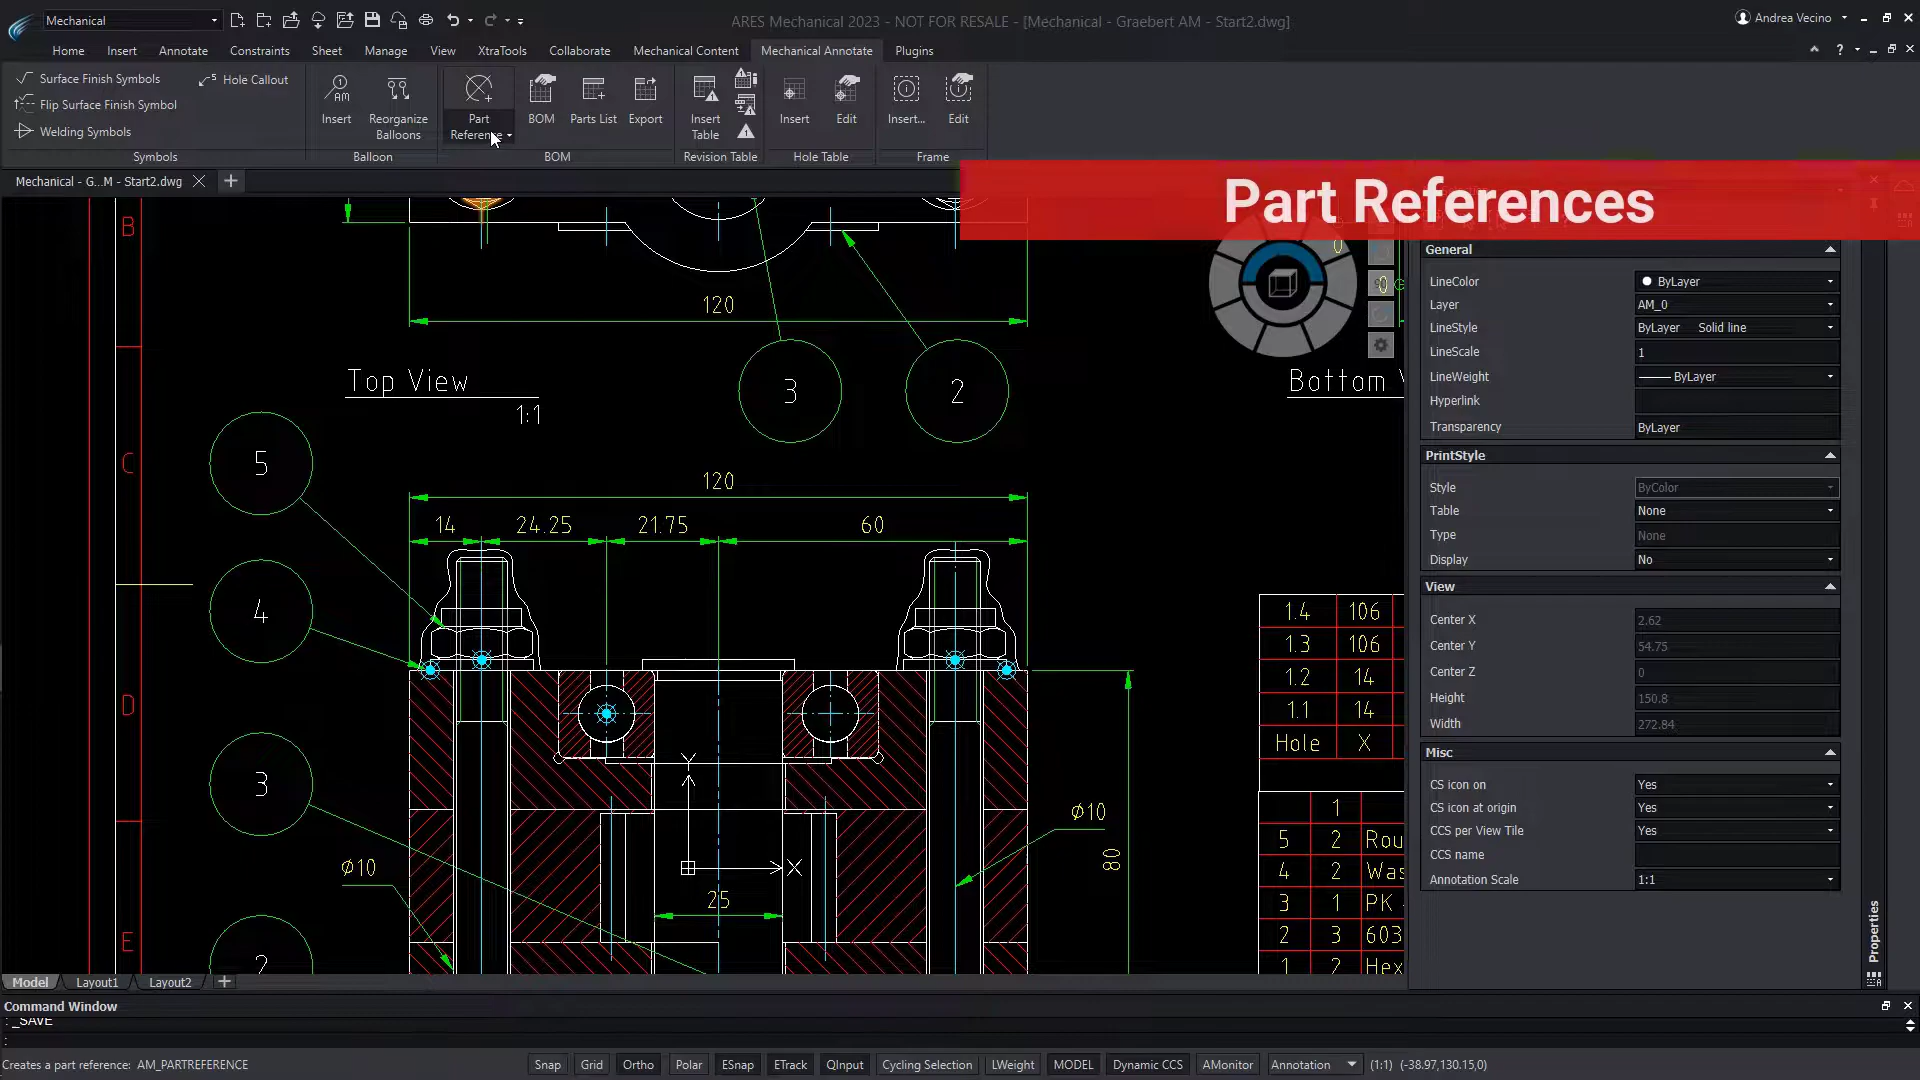 Mechanical
ARES Mechanical 2023 - NOT FOR RESALE - [Mechanical - Graebert AM - Start2.dwg]
Andrea Vecino
Home Insert Annotate Constraints Sheet Manage View XtraTools Collaborate Mechanical Content Mechanical Annotate Plugins
Surface Finish Symbols
Hole Callout
Flip Surface Finish Symbol
Welding Symbols
Symbols
Insert
Reorganize
Balloons
Balloon
Part
Reference
BOM
Parts List
Export
BOM
Insert
Table
Revision Table
Insert
Edit
Hole Table
Insert...
Edit
Frame
Mechanical - G...M - Start2.dwg
Part References
B
C
D
E
120
Top View
1:1
3
2
5
4
3
2
120
14 24.25 21.75 60
Y
X
25
Ø10
Ø10
80
Bottom
0
0
1.4 106
1.3 106
1.2 14
1.1 14
Hole X
1
5 2 Rou
4 2 Was
3 1 PK
2 3 603
1 2 Hex
General
LineColor ByLayer
Layer AM_0
LineStyle ByLayer Solid line
LineScale 1
LineWeight ByLayer
Hyperlink
Transparency ByLayer
PrintStyle
Style ByColor
Table None
Type None
Display No
View
Center X 2.62
Center Y 54.75
Center Z 0
Height 150.8
Width 272.84
Misc
CS icon on Yes
CS icon at origin Yes
CCS per View Tile Yes
CCS name
Annotation Scale 1:1
Properties
Model Layout1 Layout2
Command Window
: _SAVE
:
Creates a part reference: AM_PARTREFERENCE
Snap Grid Ortho Polar ESnap ETrack QInput Cycling Selection LWeight MODEL Dynamic CCS AMonitor Annotation (1:1) (-38.97,130.15,0)